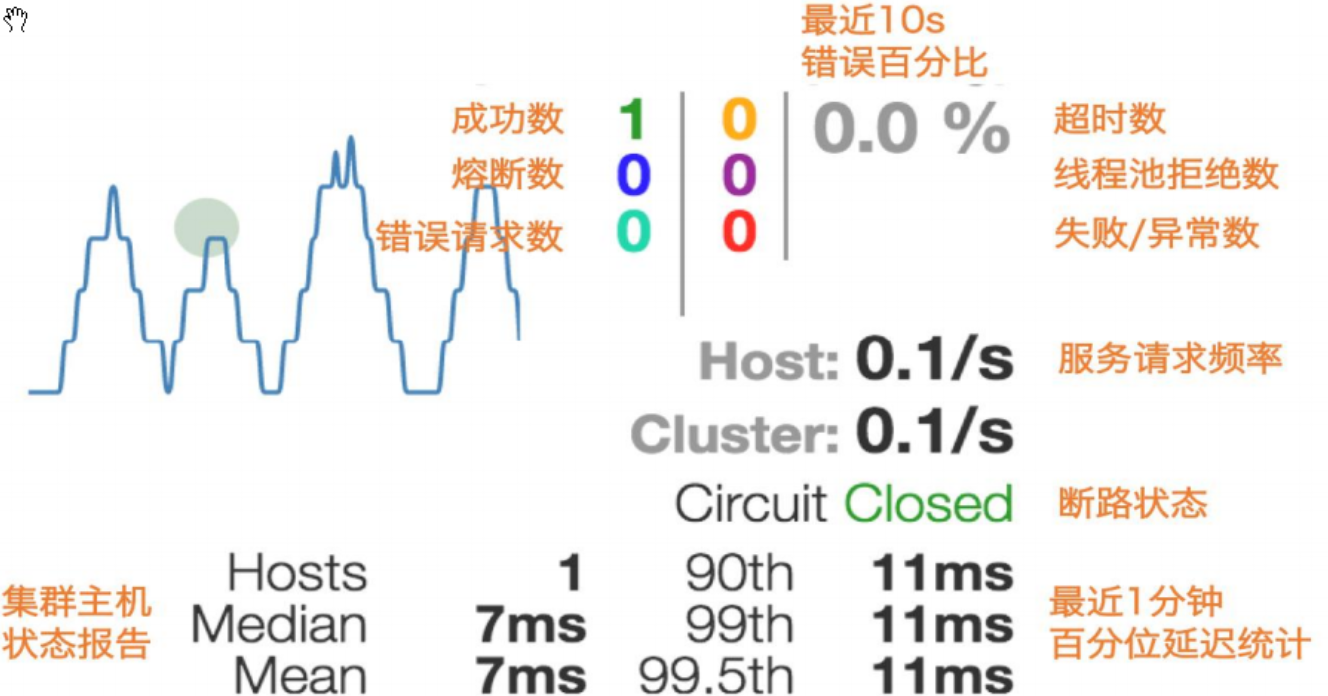 最近10s
错误百分比
成功数 1 0 0.0 % 超时数
熔断数 0 0 线程池拒绝数
错误请求数 0 0 失败/异常数
Host: 0.1/s 服务请求频率
Cluster: 0.1/s
Circuit Closed 断路状态
集群主机
状态报告
Hosts 1 90th 11ms
Median 7ms 99th 11ms
Mean 7ms 99.5th 11ms
最近1分钟
百分位延迟统计